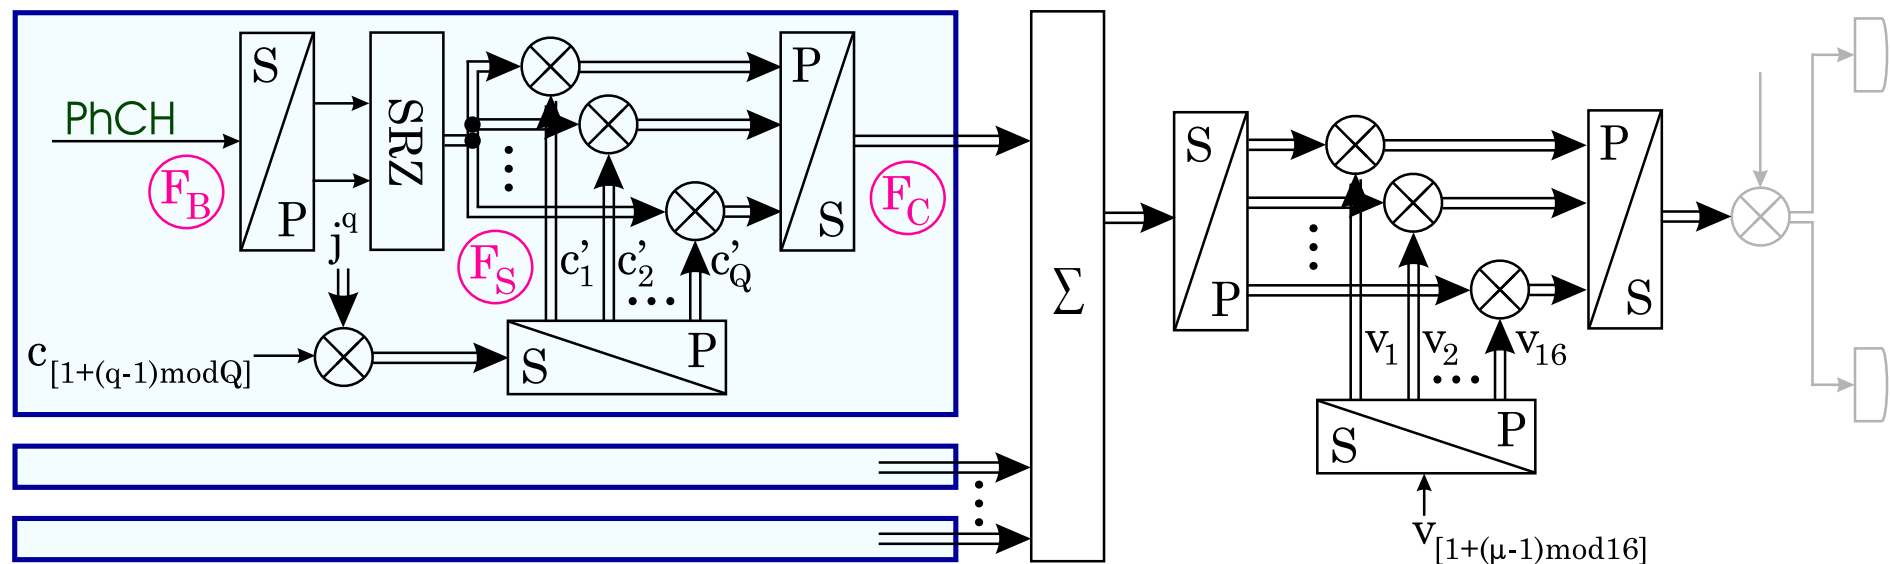 S
P
PhCH
F_B
SRZ
j^q
c_[1+(q-1)modQ]
F_S
c'_1 c'_2 c'_Q
S P
P
S
F_C
Σ
S
P
P
S
v_1 v_2 v_16
S P
v_[1+(μ-1)mod16]